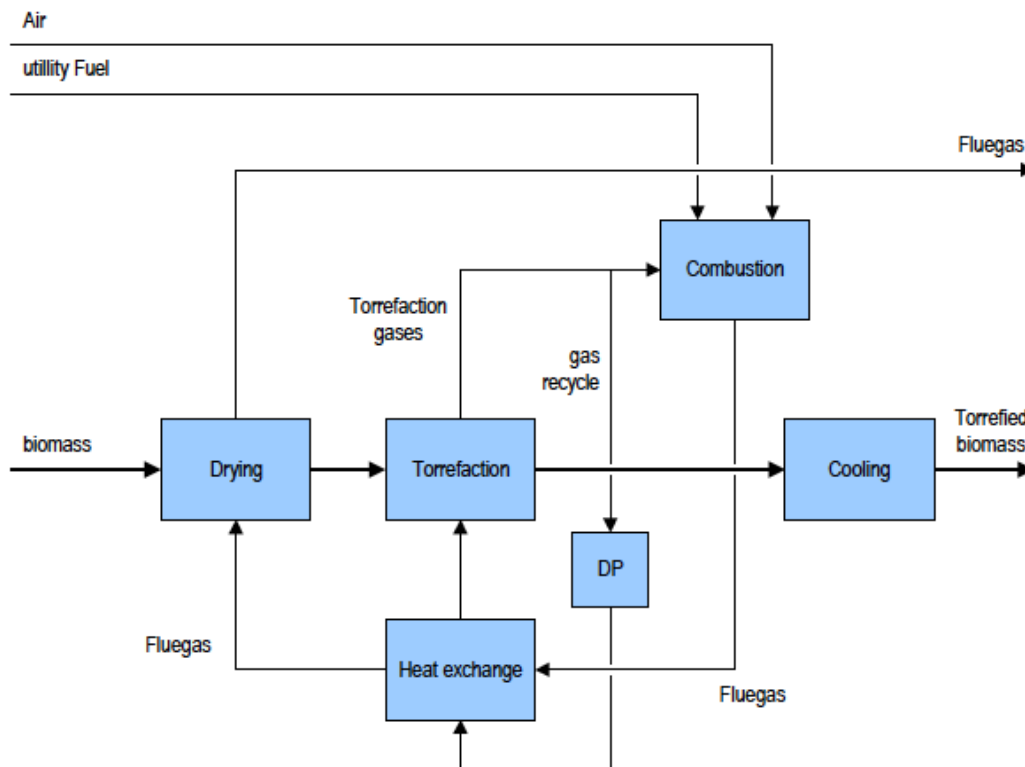 Air
utillity Fuel
Fluegas
Combustion
Torrefaction
gases
gas
recycle
biomass
Drying
Torrefaction
Cooling
Torrefied
biomass
DP
Fluegas
Heat exchange
Fluegas